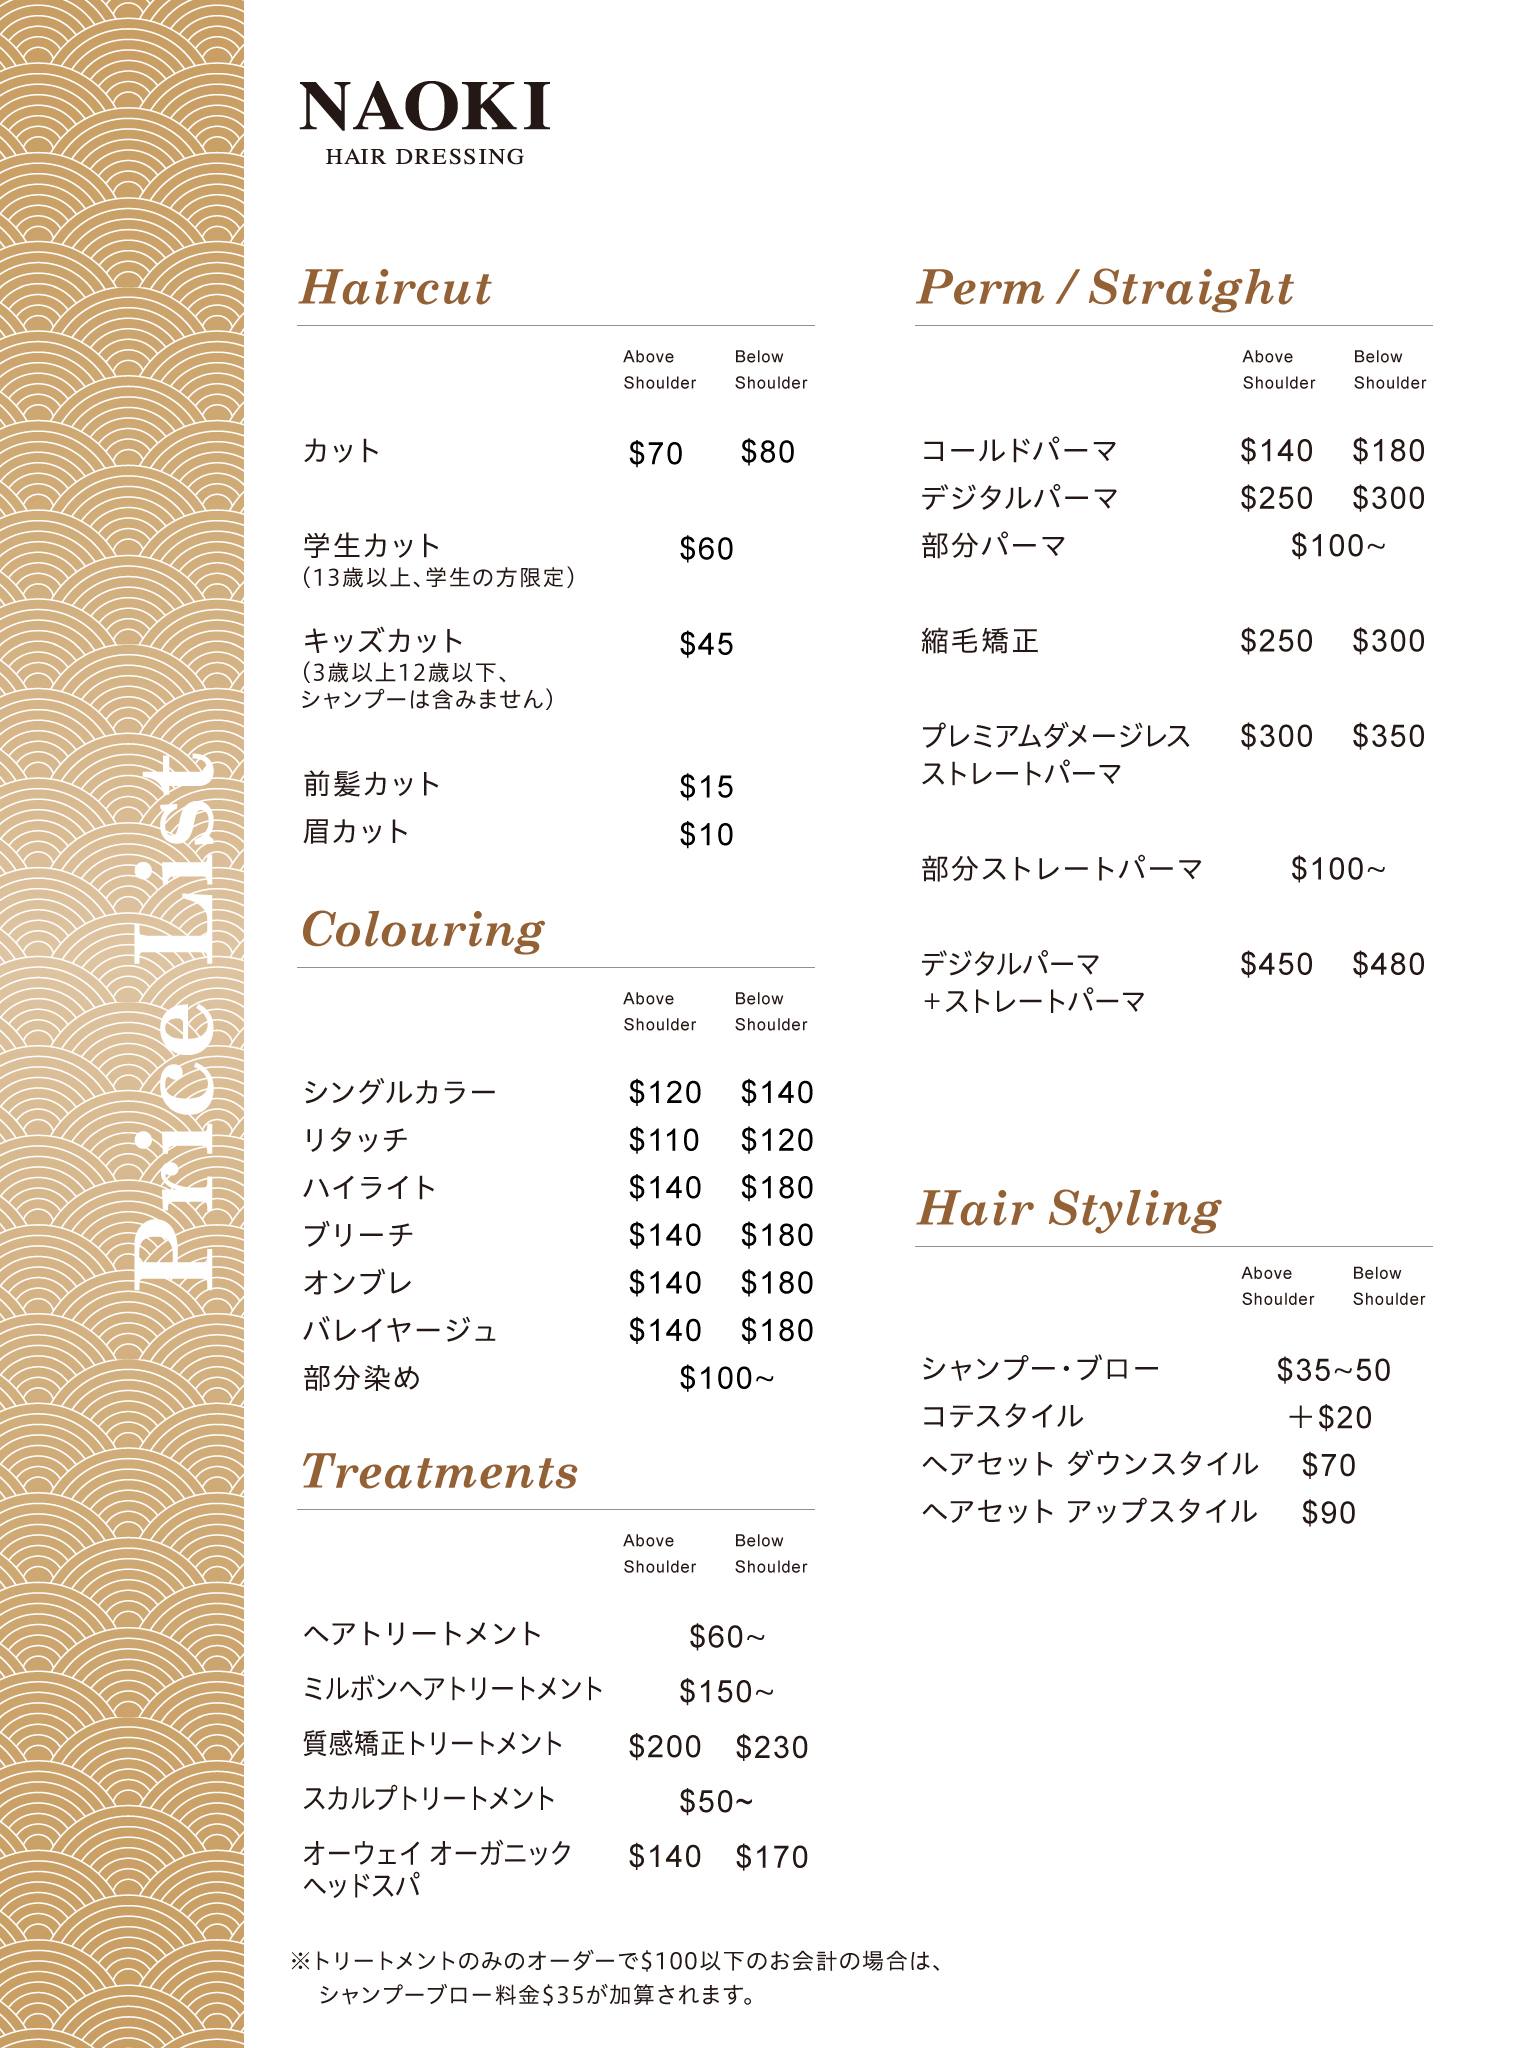 NAOKI
HAIR DRESSING
Price List
Haircut
Above Shoulder
Below Shoulder
カット $70 $80
学生カット $60
（13歳以上、学生の方限定）
キッズカット $45
（3歳以上12歳以下、
シャンプーは含みません）
前髪カット $15
眉カット $10
Colouring
Above Shoulder
Below Shoulder
シングルカラー $120 $140
リタッチ $110 $120
ハイライト $140 $180
ブリーチ $140 $180
オンブレ $140 $180
バレイヤージュ $140 $180
部分染め $100~
Treatments
Above Shoulder
Below Shoulder
ヘアトリートメント $60~
ミルボンヘアトリートメント $150~
質感矯正トリートメント $200 $230
スカルプトリートメント $50~
オーウェイ オーガニック $140 $170
ヘッドスパ
Perm / Straight
Above Shoulder
Below Shoulder
コールドパーマ $140 $180
デジタルパーマ $250 $300
部分パーマ $100~
縮毛矯正 $250 $300
プレミアムダメージレス $300 $350
ストレートパーマ
部分ストレートパーマ $100~
デジタルパーマ $450 $480
＋ストレートパーマ
Hair Styling
Above Shoulder
Below Shoulder
シャンプー・ブロー $35~50
コテスタイル ＋$20
ヘアセット ダウンスタイル $70
ヘアセット アップスタイル $90
※トリートメントのみのオーダーで$100以下のお会計の場合は、
シャンプーブロー料金$35が加算されます。